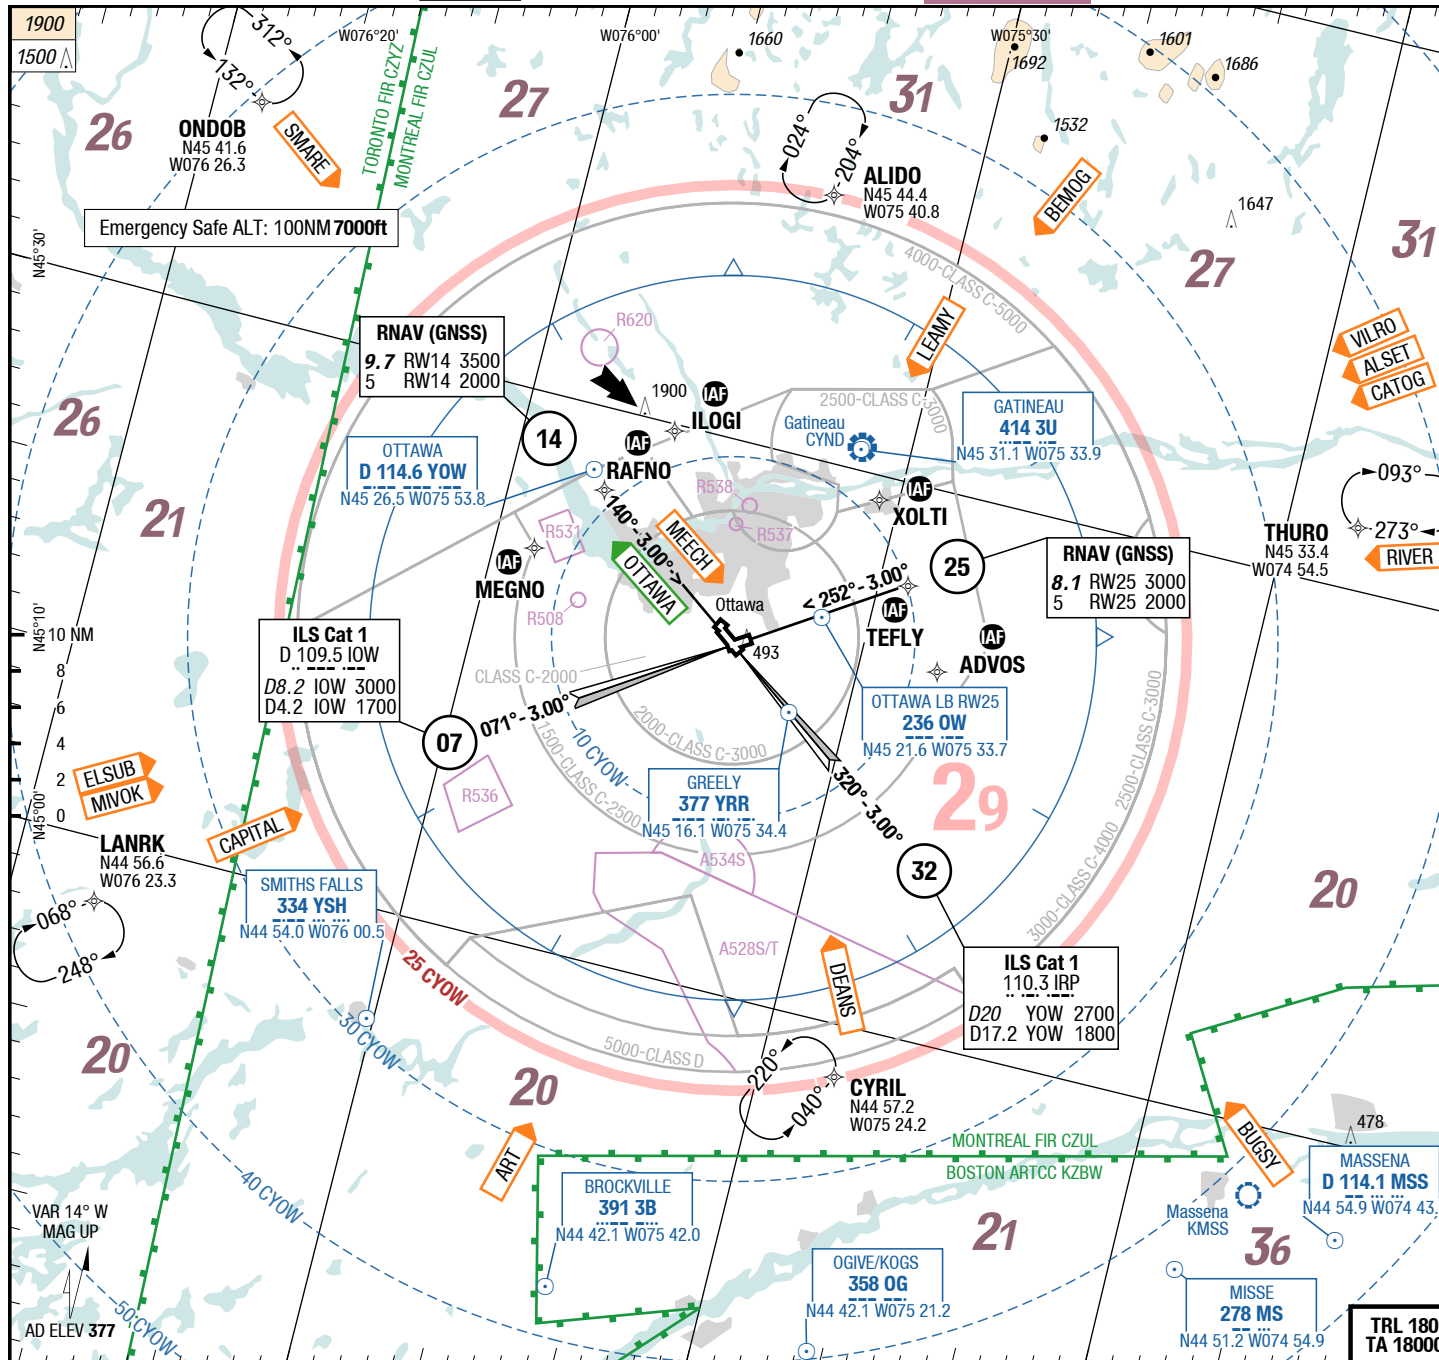 1900
1500
312°
132°
ONDOB
N45 41.6
W076 26.3
26
SMARE
W076°20'
TORONTO FIR CZYZ
MONTREAL FIR CZUL
27
W076°00'
1660
31
W075°30'
1692
1601
1686
1532
024°
204°
ALIDO
N45 44.4
W075 40.8
BEMOG
1647
31
27
Emergency Safe ALT: 100NM 7000ft
N45°30'
4000-CLASS C-5000
LEAMY
VILRO
ALSET
CATOG
RNAV (GNSS)
9.7 RW14 3500
5 RW14 2000
R620
1900
IAF
ILOGI
14
IAF
RAFNO
26
OTTAWA
D 114.6 YOW
N45 26.5 W075 53.8
2500-CLASS C-3000
Gatineau
CYND
GATINEAU
414 3U
N45 31.1 W075 33.9
093°
273°
THURO
N45 33.4
W074 54.5
RIVER
21
R538
R537
R531
140°-3.00°->
MEECH
OTTAWA
IAF
XOLTI
IAF
MEGNO
R508
25
RNAV (GNSS)
8.1 RW25 3000
5 RW25 2000
< 252°-3.00°
Ottawa
493
IAF
TEFLY
IAF
ADVOS
N45°10'
10 NM
8
6
4
2
0
N45°00'
ILS Cat 1
D 109.5 IOW
D8.2 IOW 3000
D4.2 IOW 1700
CLASS C-2000
07
071°-3.00°
2000-CLASS C-3000
1500-CLASS C-2500
10 CYOW
OTTAWA LB RW25
236 OW
N45 21.6 W075 33.7
GREELY
377 YRR
N45 16.1 W075 34.4
320°-3.00°
29
2500-CLASS C-3000
3000-CLASS C-4000
R536
ELSUB
MIVOK
CAPITAL
LANRK
N44 56.6
W076 23.3
068°
248°
SMITHS FALLS
334 YSH
N44 54.0 W076 00.5
A534S
A528S/T
32
20
25 CYOW
30 CYOW
DEANS
ILS Cat 1
110.3 IRP
D20 YOW 2700
D17.2 YOW 1800
20
5000-CLASS D
20
220°
040°
CYRIL
N44 57.2
W075 24.2
MONTREAL FIR CZUL
BOSTON ARTCC KZBW
ART
BUGSY
478
40 CYOW
BROCKVILLE
391 3B
N44 42.1 W075 42.0
MASSENA
D 114.1 MSS
N44 54.9 W074 43.
Massena
KMSS
VAR 14° W
MAG UP
21
36
OGIVE/KOGS
358 OG
N44 42.1 W075 21.2
MISSE
278 MS
N44 51.2 W074 54.9
50 CYOW
AD ELEV 377
TRL 180
TA 18000